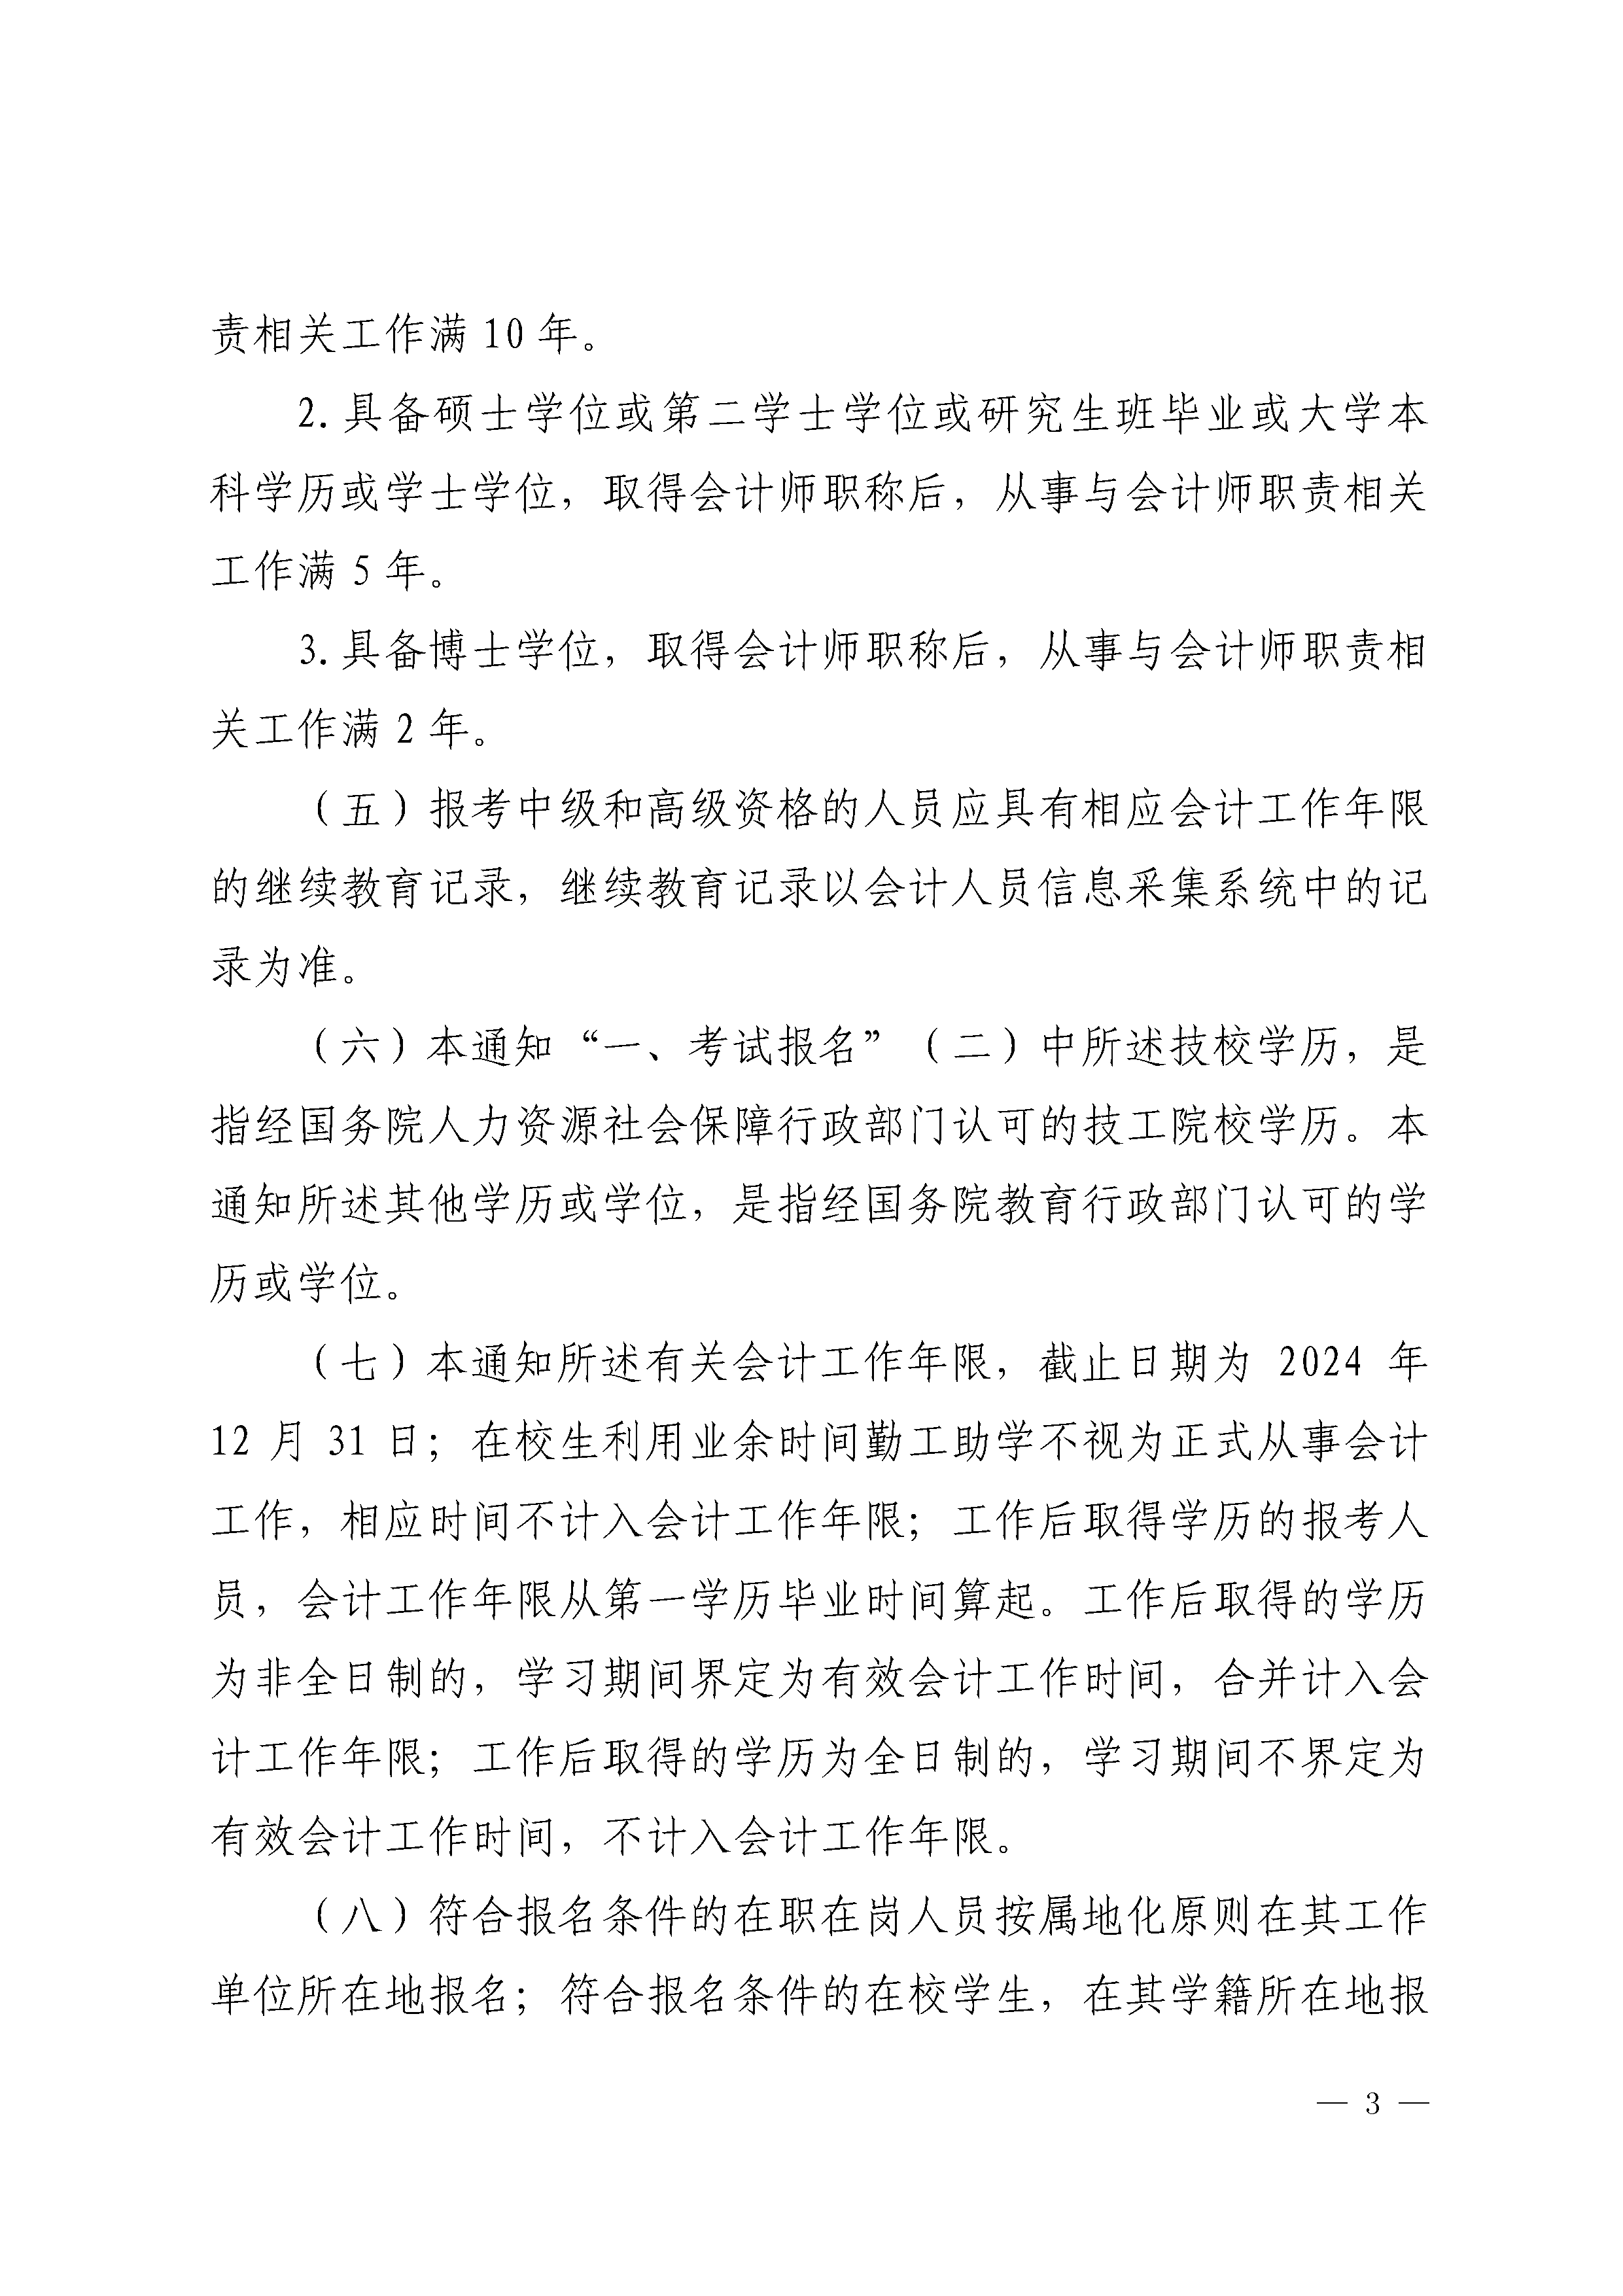 责相关工作满 10 年。
2. 具备硕士学位或第二学士学位或研究生班毕业或大学本
科学历或学士学位，取得会计师职称后，从事与会计师职责相关
工作满 5 年。
3. 具备博士学位，取得会计师职称后，从事与会计师职责相
关工作满 2 年。
（五）报考中级和高级资格的人员应具有相应会计工作年限
的继续教育记录，继续教育记录以会计人员信息采集系统中的记
录为准。
（六）本通知“一、考试报名”（二）中所述技校学历，是
指经国务院人力资源社会保障行政部门认可的技工院校学历。本
通知所述其他学历或学位，是指经国务院教育行政部门认可的学
历或学位。
（七）本通知所述有关会计工作年限，截止日期为 2024 年
12 月 31 日；在校生利用业余时间勤工助学不视为正式从事会计
工作，相应时间不计入会计工作年限；工作后取得学历的报考人
员，会计工作年限从第一学历毕业时间算起。工作后取得的学历
为非全日制的，学习期间界定为有效会计工作时间，合并计入会
计工作年限；工作后取得的学历为全日制的，学习期间不界定为
有效会计工作时间，不计入会计工作年限。
（八）符合报名条件的在职在岗人员按属地化原则在其工作
单位所在地报名；符合报名条件的在校学生，在其学籍所在地报
— 3 —